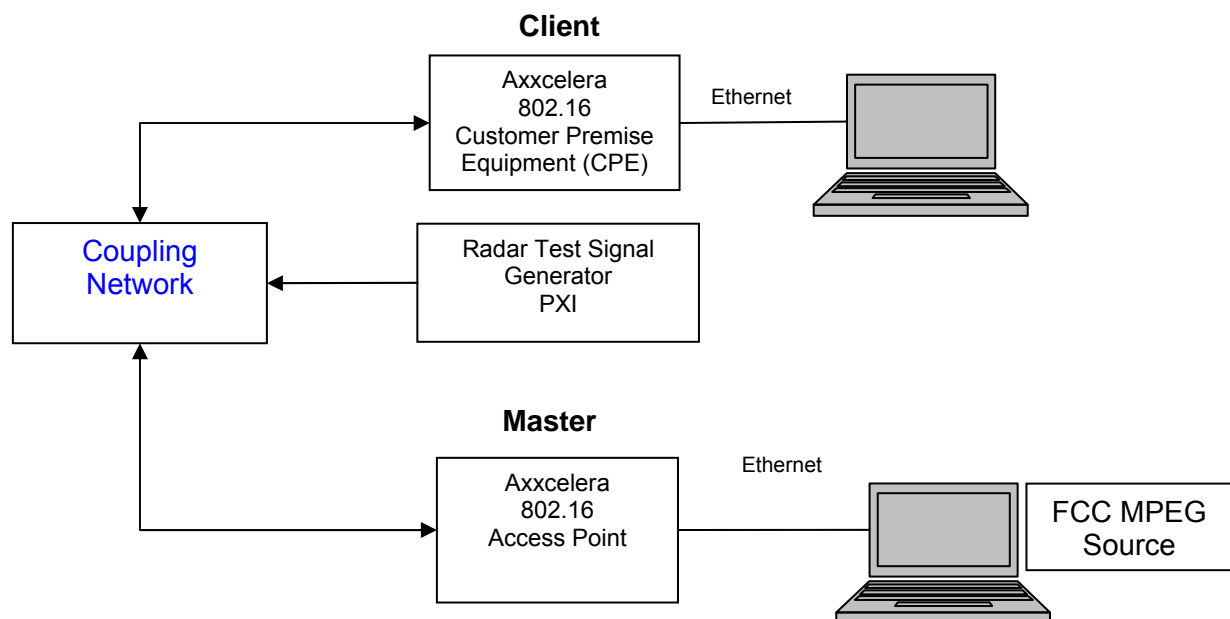 Client
Axxcelera
802.16
Customer Premise
Equipment (CPE)
Ethernet
Coupling
Network
Radar Test Signal
Generator
PXI
Master
Axxcelera
802.16
Access Point
Ethernet
FCC MPEG
Source